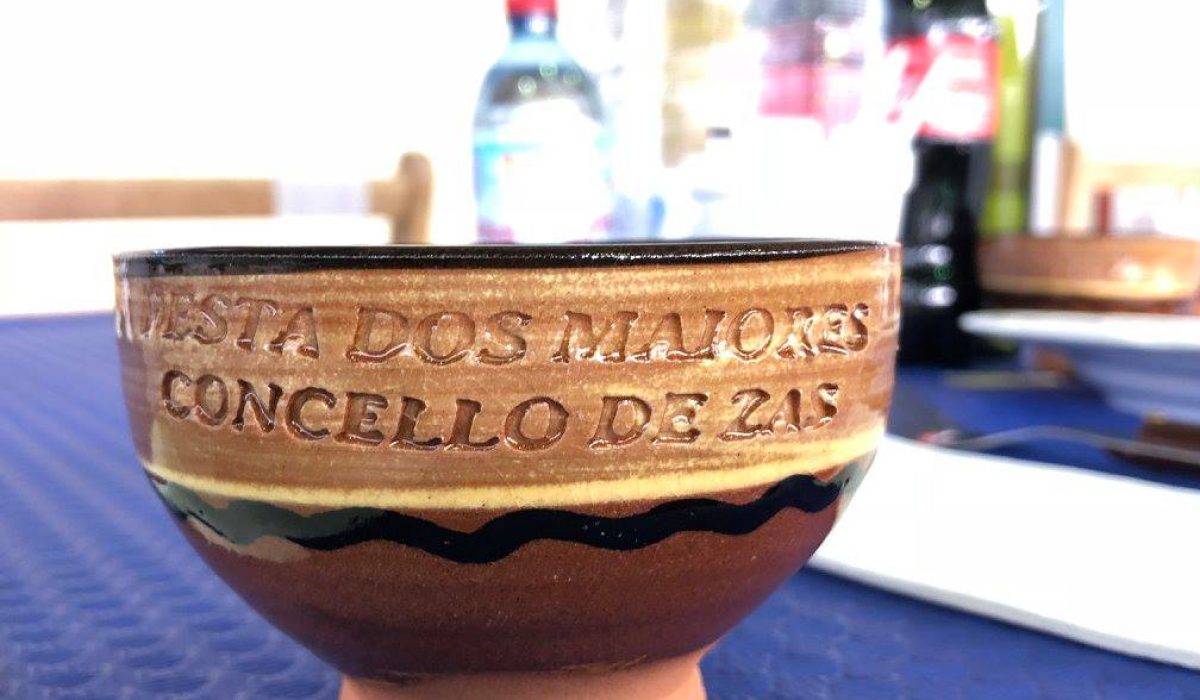 FESTA DOS MAIORES
CONCELLO DE ZAS